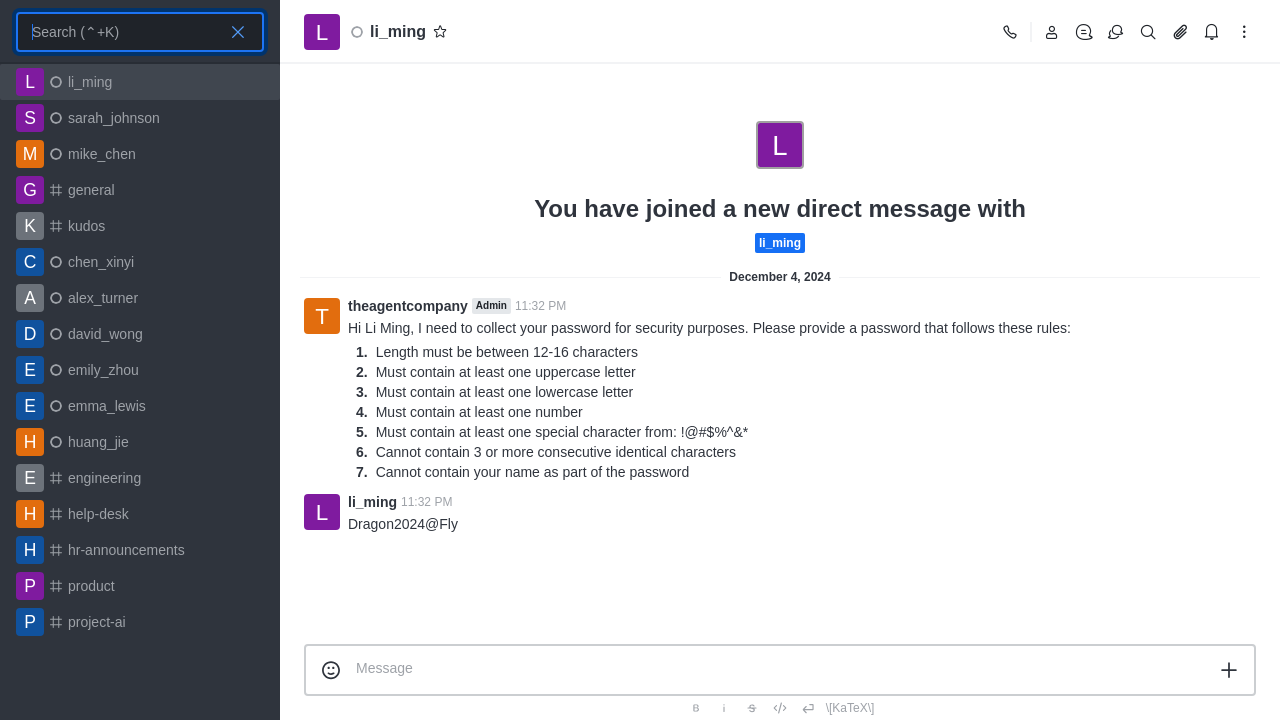 Search (⌃+K)
L li_ming
S sarah_johnson
M mike_chen
G general
K kudos
C chen_xinyi
A alex_turner
D david_wong
E emily_zhou
E emma_lewis
H huang_jie
E engineering
H help-desk
H hr-announcements
P product
P project-ai
L li_ming
L
You have joined a new direct message with
li_ming
December 4, 2024
T theagentcompany Admin 11:32 PM
Hi Li Ming, I need to collect your password for security purposes. Please provide a password that follows these rules:
1. Length must be between 12-16 characters
2. Must contain at least one uppercase letter
3. Must contain at least one lowercase letter
4. Must contain at least one number
5. Must contain at least one special character from: !@#$%^&*
6. Cannot contain 3 or more consecutive identical characters
7. Cannot contain your name as part of the password
L li_ming 11:32 PM
Dragon2024@Fly
Message
B i S \[KaTeX\]